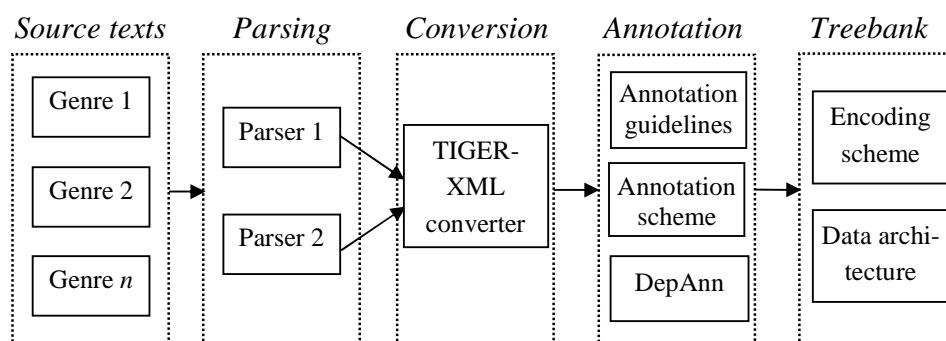 Source texts
Parsing
Conversion
Annotation
Treebank
Genre 1
Genre 2
Genre n
Parser 1
Parser 2
TIGER-
XML
converter
Annotation
guidelines
Annotation
scheme
DepAnn
Encoding
scheme
Data archi-
tecture